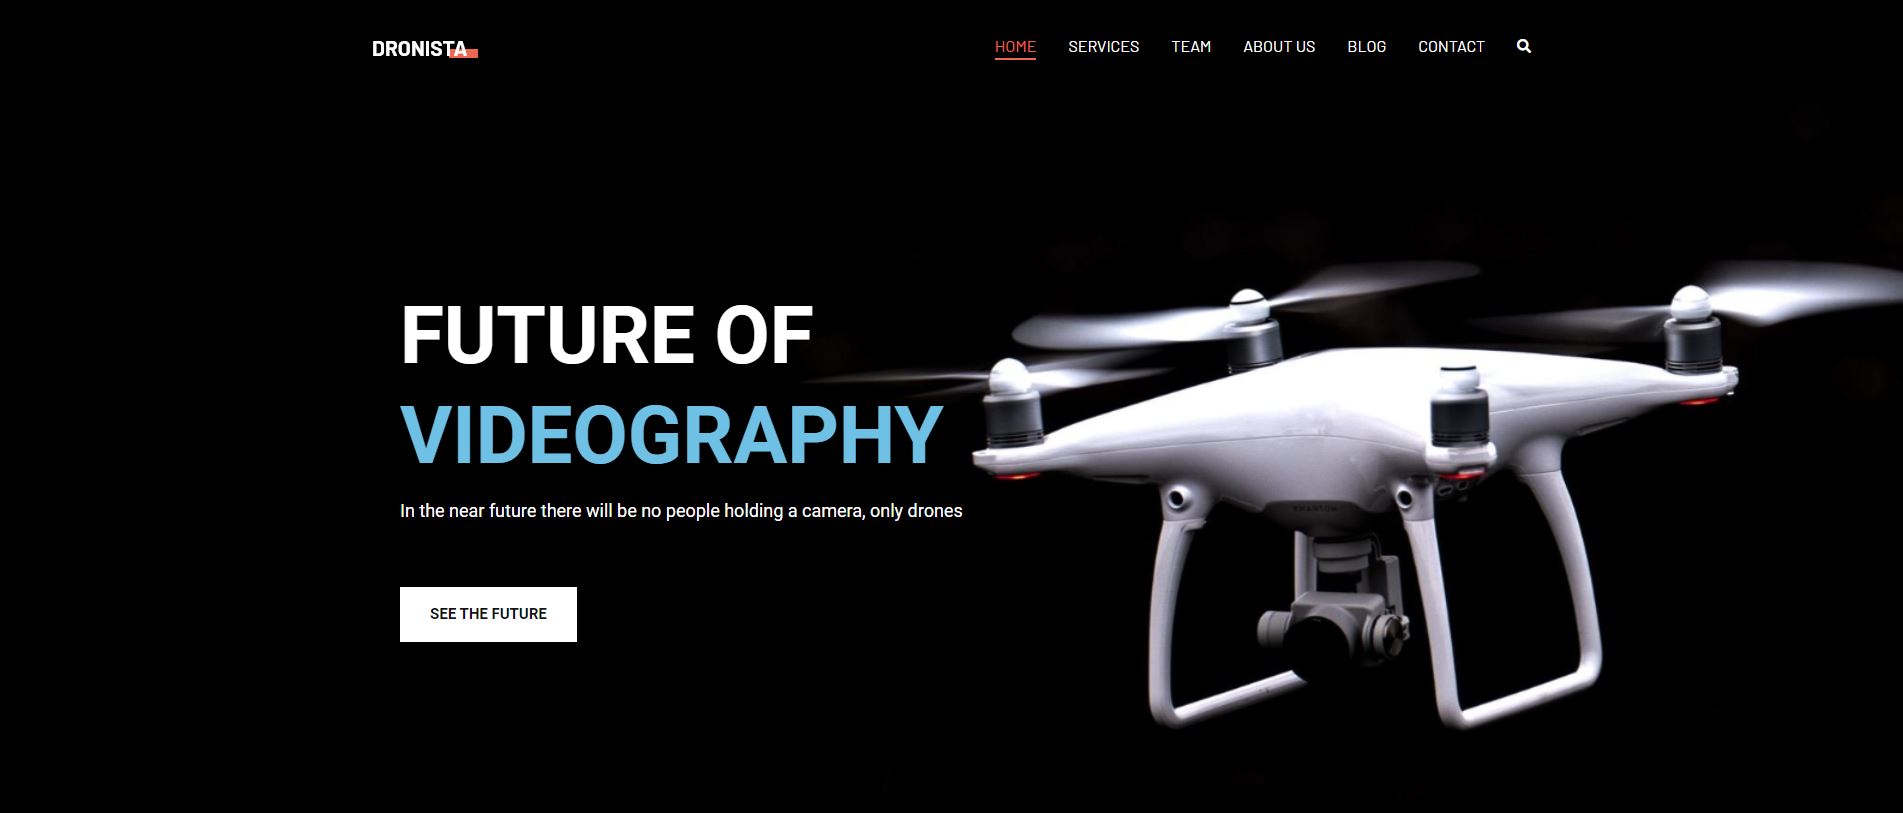 DRONISTA
HOME SERVICES TEAM ABOUT US BLOG CONTACT
FUTURE OF
VIDEOGRAPHY
In the near future there will be no people holding a camera, only drones
SEE THE FUTURE
PHANTOM